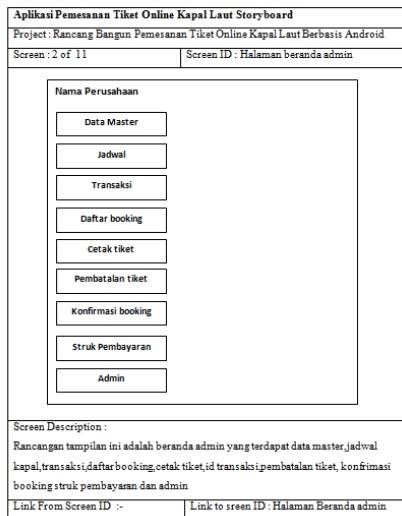 Aplikasi Pemesanan Tiket Online Kapal Laut Storyboard
Project : Rancang Bangun Pemesanan Tiket Online Kapal Laut Berbasis Android
Screen : 2 of 11 Screen ID : Halaman beranda admin
Nama Perusahaan
Data Master
Jadwal
Transaksi
Daftar booking
Cetak tiket
Pembatalan tiket
Konfirmasi booking
Struk Pembayaran
Admin
Screen Description :
Rancangan tampilan ini adalah beranda admin yang terdapat data master,jadwal
kapal,transaksi,daftar booking,cetak tiket,id transaksi,pembatalan tiket, konfrimasi
booking struk pembayaran dan admin
Link From Screen ID :- Link to sreen ID : Halaman Beranda admin